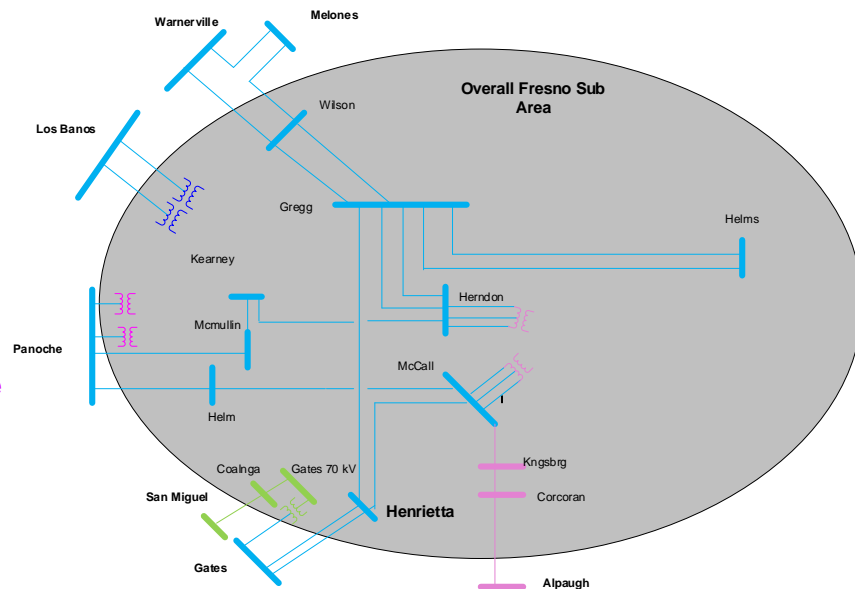 Melones
Warnerville
Overall Fresno Sub
Area
Wilson
Los Banos
Gregg
Helms
Kearney
Herndon
Mcmullin
Panoche
McCall
e
Helm
Kngsbrg
Coalnga
Gates 70 kV
San Miguel
Corcoran
Henrietta
Gates
Alpaugh